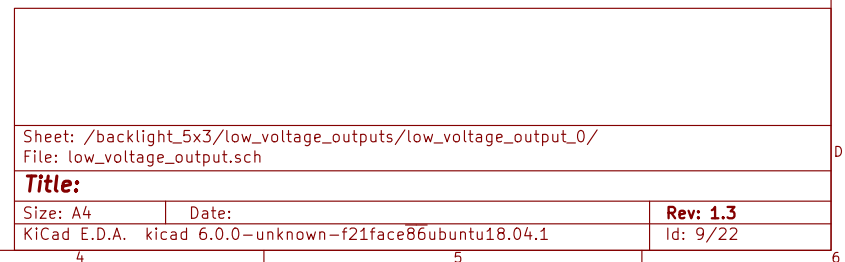 Sheet: /backlight_5x3/low_voltage_outputs/low_voltage_output_0/
File: low_voltage_output.sch
D
Title:
Size: A4 Date: Rev: 1.3
KiCad E.D.A. kicad 6.0.0-unknown-f21face86ubuntu18.04.1 Id: 9/22
4 5 6